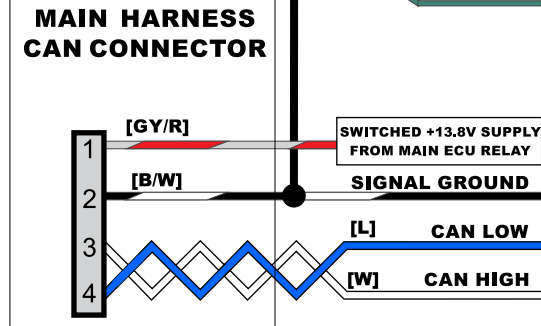 MAIN HARNESS
CAN CONNECTOR
[GY/R]
1
SWITCHED +13.8V SUPPLY
FROM MAIN ECU RELAY
[B/W]
2
SIGNAL GROUND
3
[L]
CAN LOW
4
[W]
CAN HIGH